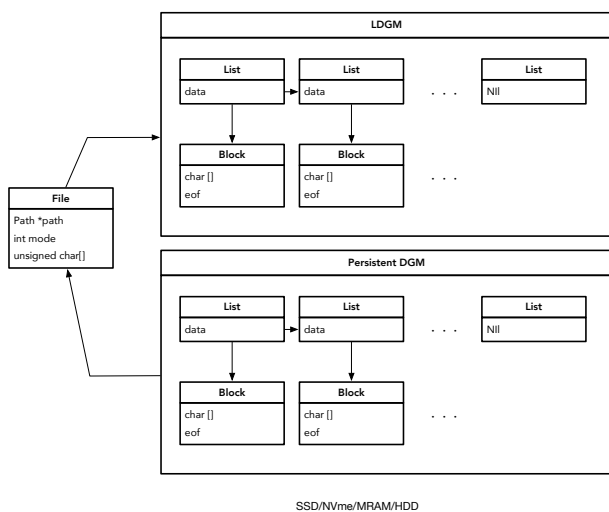 LDGM
List
List
List
data
data
. . .
NIl
Block
Block
char []
char []
. . .
eof
eof
File
Path *path
int mode
unsigned char[]
Persistent DGM
List
List
List
data
data
. . .
NIl
Block
Block
char []
char []
. . .
eof
eof
SSD/NVme/MRAM/HDD